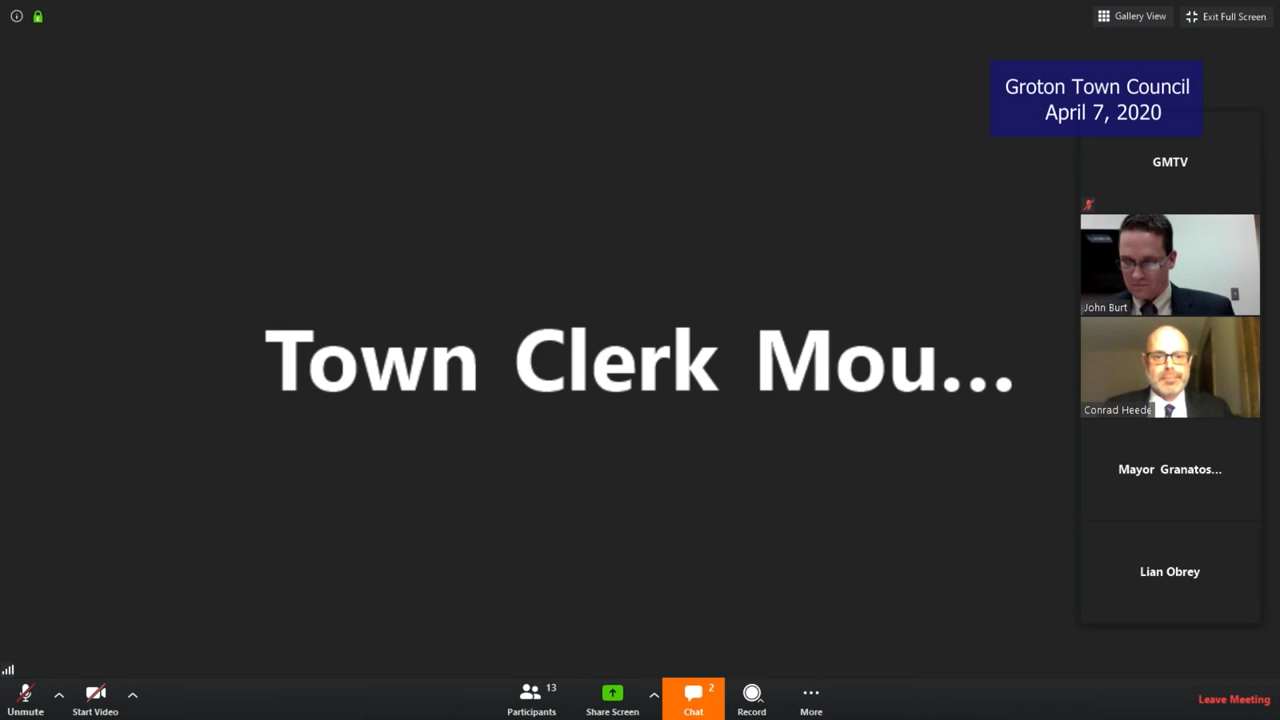 Gallery View
Exit Full Screen
Groton Town Council
April 7, 2020
GMTV
John Burt
Town Clerk Mou...
Conrad Heede
Mayor Granatos...
Lian Obrey
Unmute
Start Video
13
Participants
Share Screen
2
Chat
Record
More
Leave Meeting